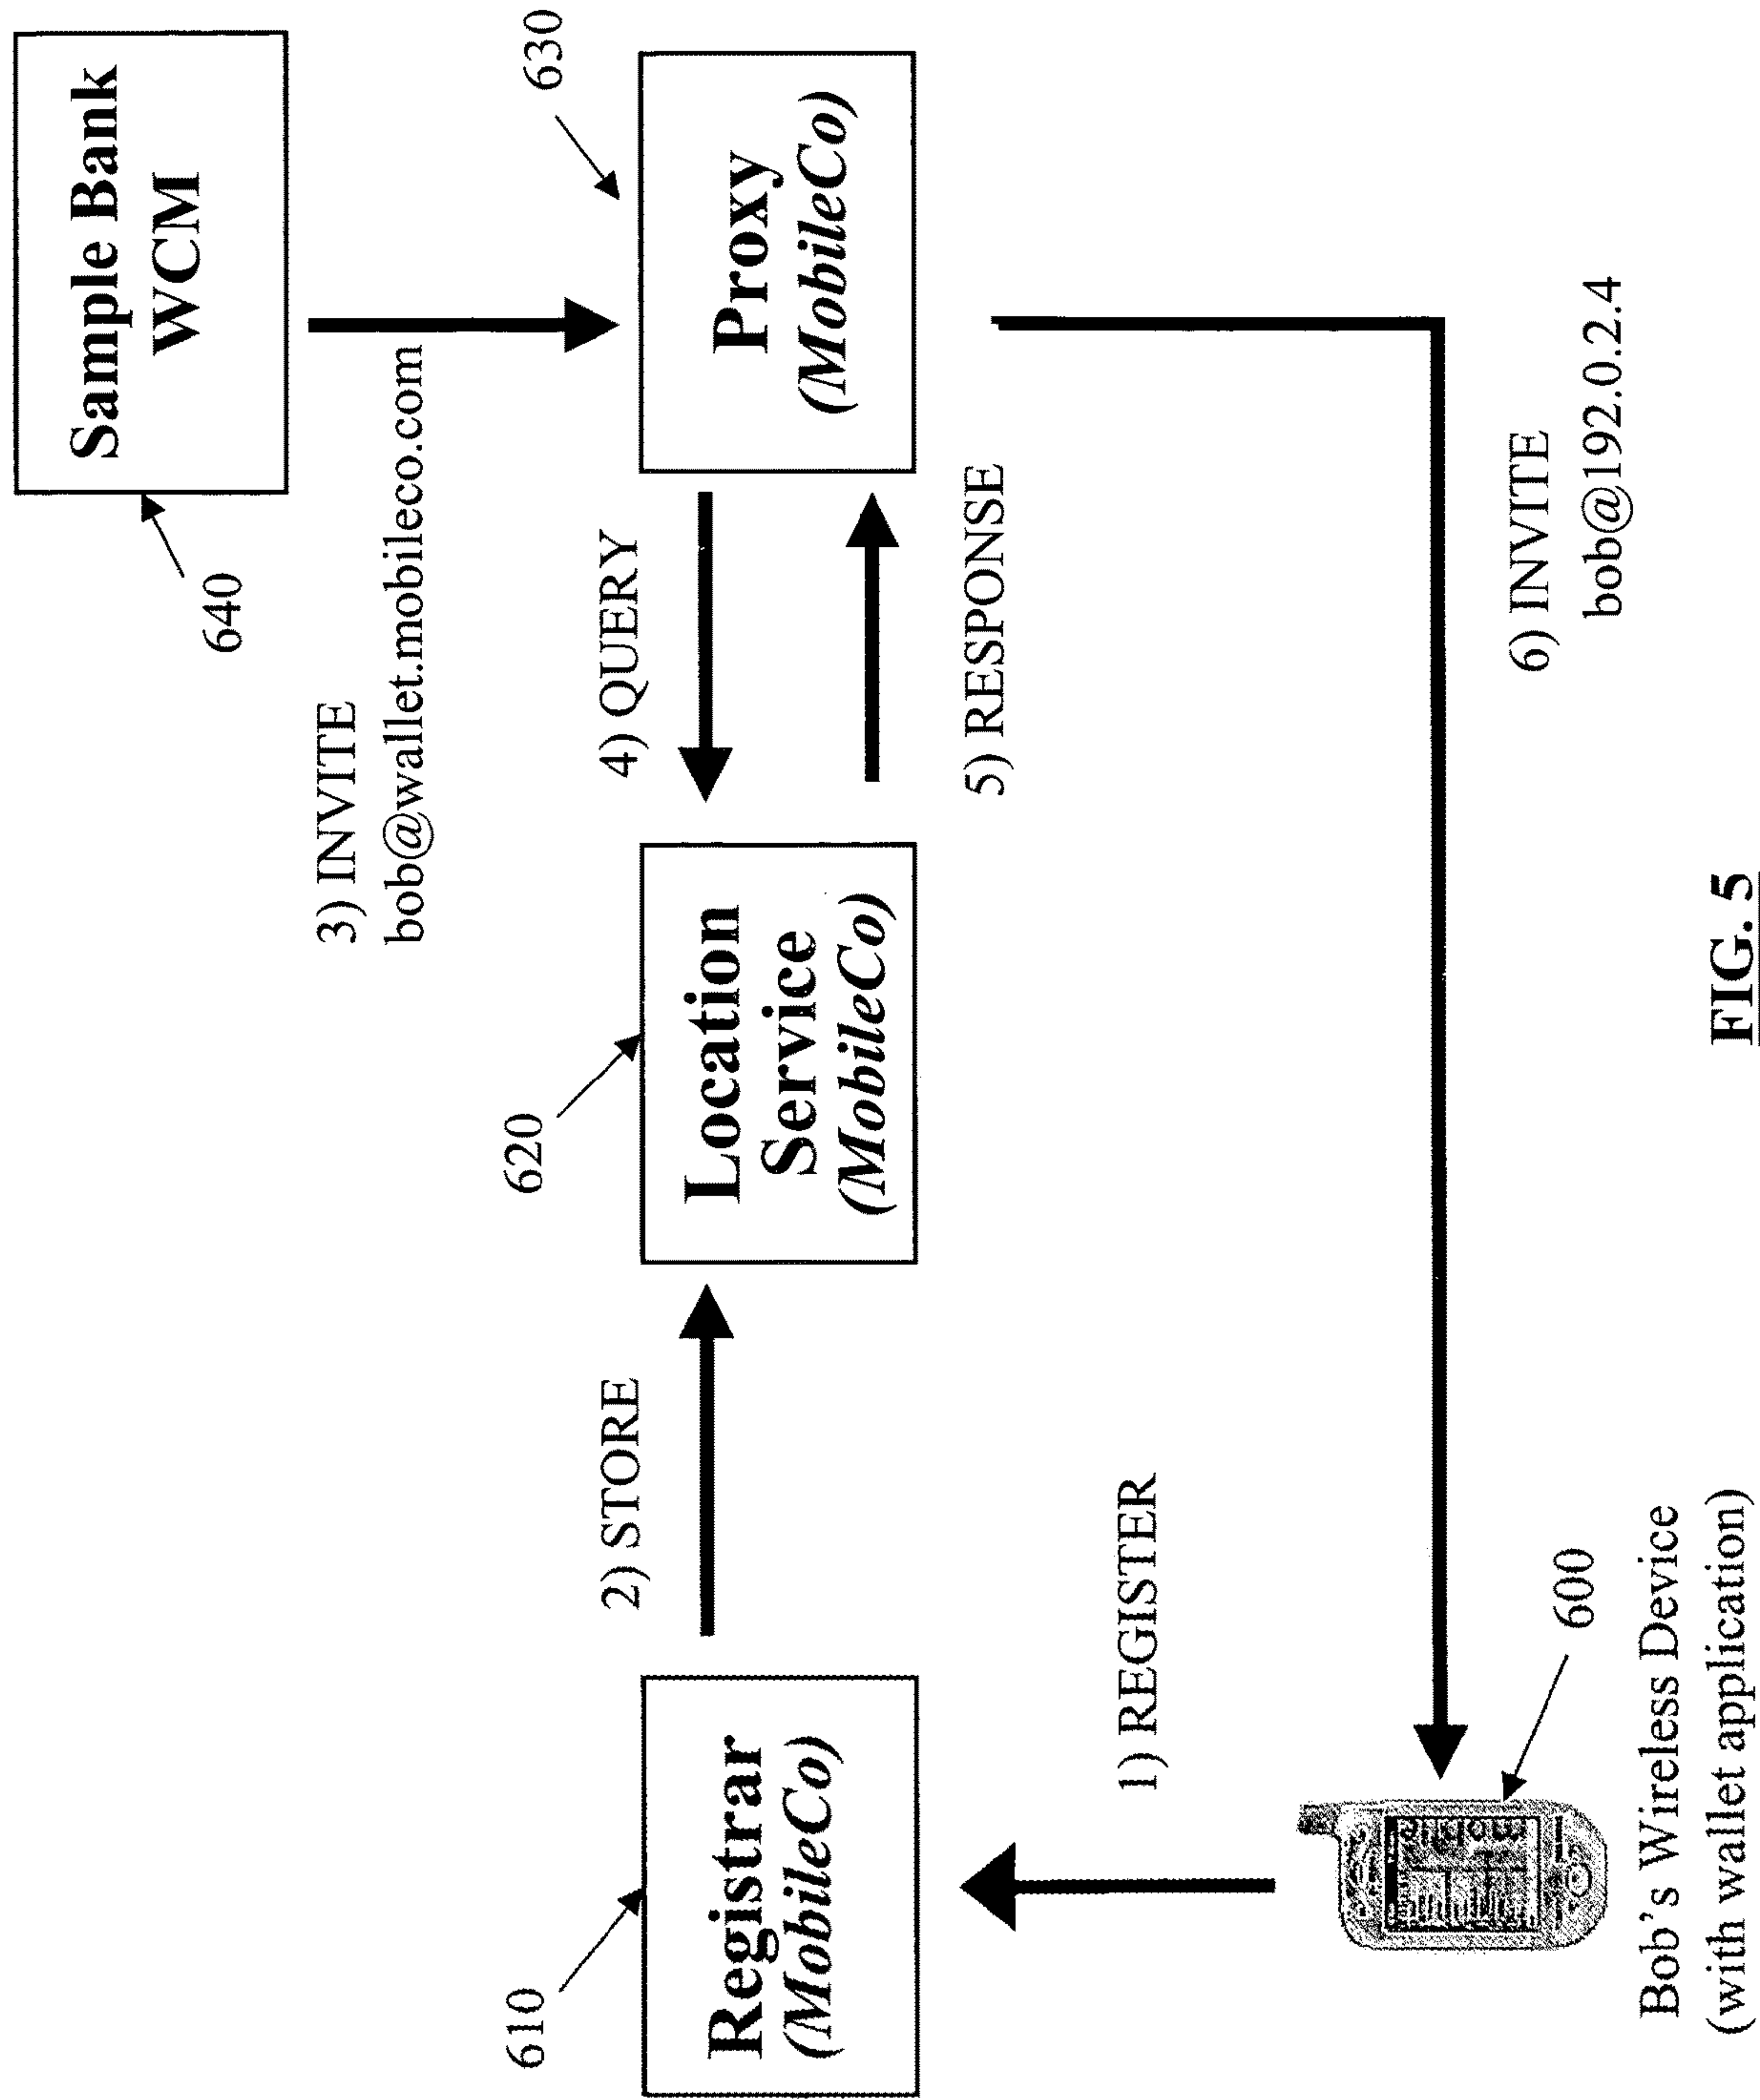 Sample Bank
WCM
640
3) INVITE
bob@wallet.mobileco.com
630
Proxy
(MobileCo)
4) QUERY
5) RESPONSE
620
Location
Service
(MobileCo)
2) STORE
610
Registrar
(MobileCo)
1) REGISTER
6) INVITE
bob@192.0.2.4
600
Bob's Wireless Device
(with wallet application)
FIG. 5